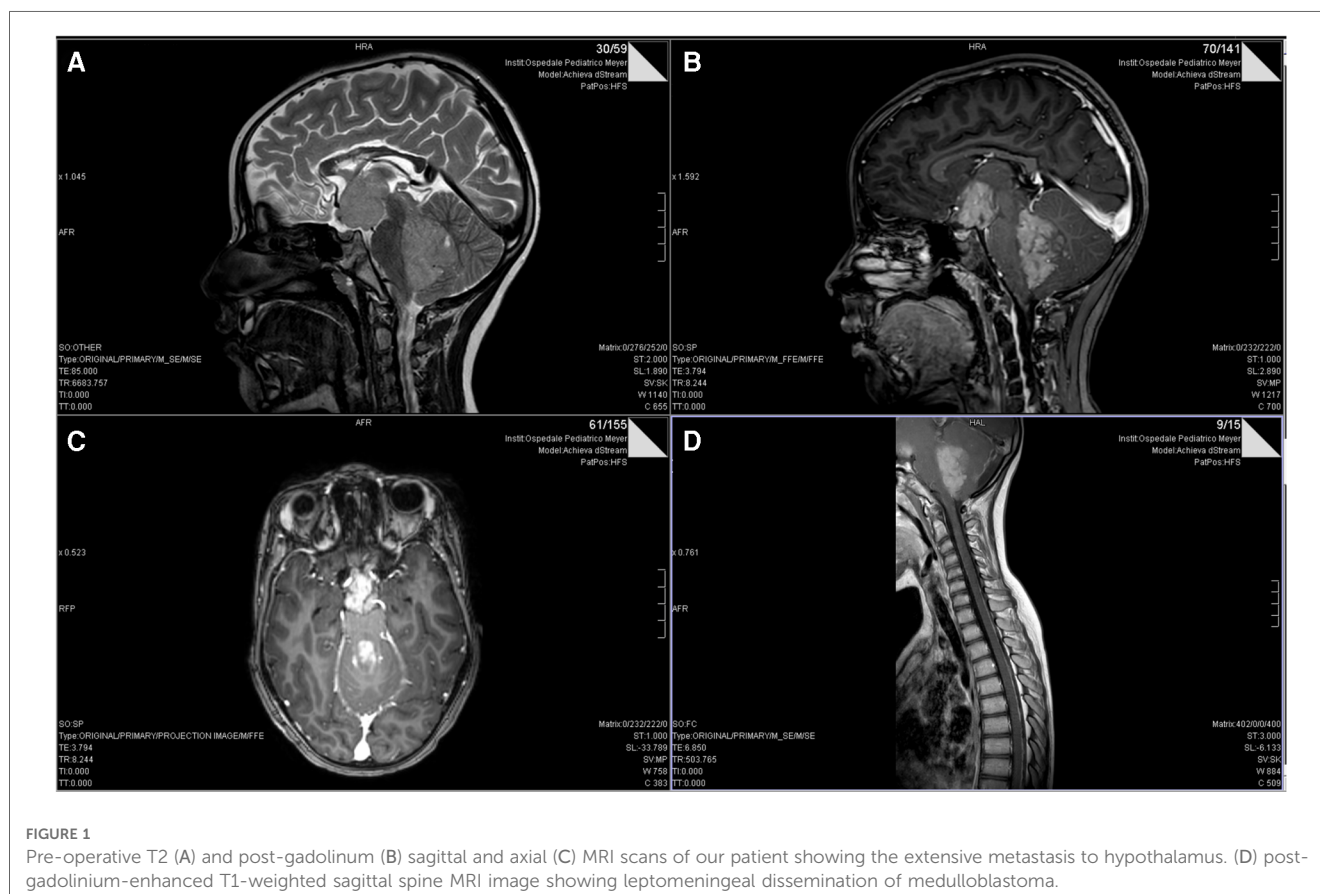 A
HRA
30/59
Instit:Ospedale Pediatrico Meyer
Model:Achieva dStream
PatPos:HFS
x 1.045
AFR
SO:OTHER
Type:ORIGINAL/PRIMARY/M_SE/M/SE
TE:85.000
TR:6683.757
TI:0.000
TT:0.000
Matrix:0/276/252/0
ST:2.000
SL:1.890
SV:SK
W 1140
C 655
B
HRA
70/141
Instit:Ospedale Pediatrico Meyer
Model:Achieva dStream
PatPos:HFS
x 1.592
AFR
SO:SP
Type:ORIGINAL/PRIMARY/M_FFE/M/FFE
TE:3.794
TR:8.244
TI:0.000
TT:0.000
Matrix:0/232/222/0
ST:1.000
SL:2.890
SV:MP
W 1217
C 700
C
AFR
61/155
Instit:Ospedale Pediatrico Meyer
Model:Achieva dStream
PatPos:HFS
x 0.523
RFP
SO:SP
Type:ORIGINAL/PRIMARY/PROJECTION IMAGE/M/FFE
TE:3.794
TR:8.244
TI:0.000
TT:0.000
Matrix:0/232/222/0
ST:1.000
SL:-33.789
SV:MP
W 758
C 383
D
HAL
9/15
Instit:Ospedale Pediatrico Meyer
Model:Achieva dStream
PatPos:HFS
x 0.761
AFR
SO:FC
Type:ORIGINAL/PRIMARY/M_SE/M/SE
TE:6.850
TR:503.765
TI:0.000
TT:0.000
Matrix:402/0/0/400
ST:3.000
SL:-6.133
SV:SK
W 884
C 509
FIGURE 1
Pre-operative T2 (A) and post-gadolinum (B) sagittal and axial (C) MRI scans of our patient showing the extensive metastasis to hypothalamus. (D) post-
gadolinium-enhanced T1-weighted sagittal spine MRI image showing leptomeningeal dissemination of medulloblastoma.